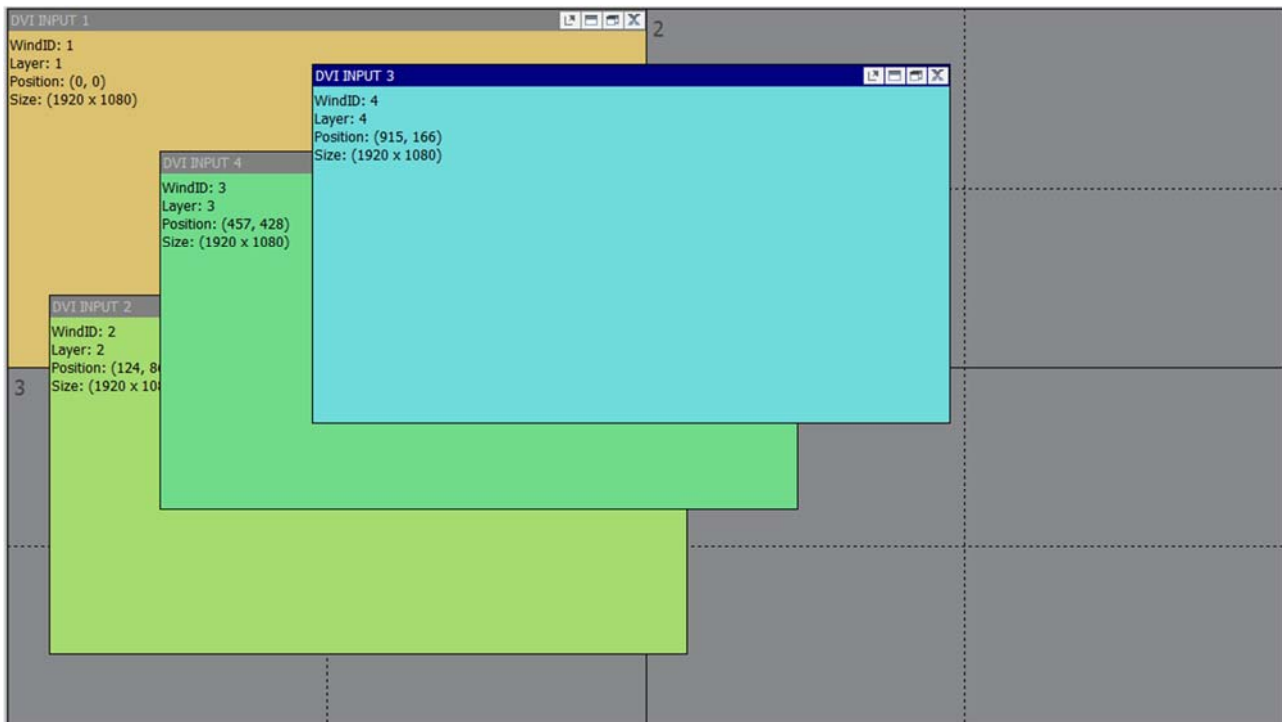 DVI INPUT 1
WindID: 1
Layer: 1
Position: (0, 0)
Size: (1920 x 1080)
2
DVI INPUT 3
WindID: 4
Layer: 4
Position: (915, 166)
Size: (1920 x 1080)
DVI INPUT 4
WindID: 3
Layer: 3
Position: (457, 428)
Size: (1920 x 1080)
DVI INPUT 2
WindID: 2
Layer: 2
Position: (124, 8
3
Size: (1920 x 10